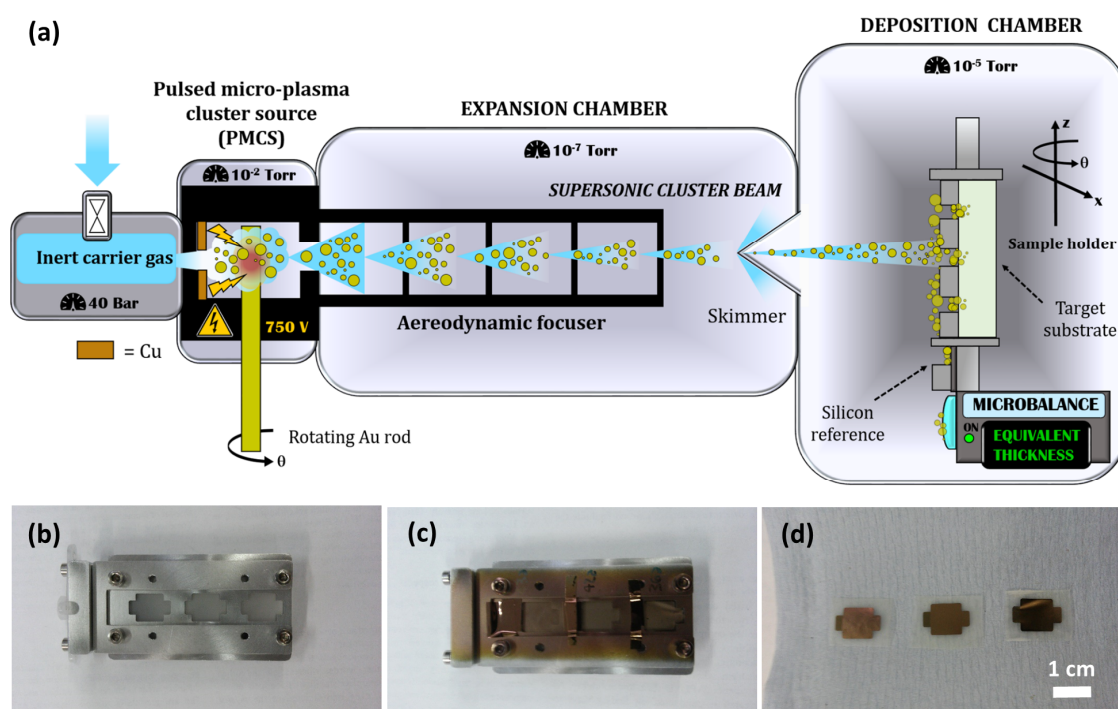 (a)
DEPOSITION CHAMBER
10⁻⁵ Torr
Pulsed micro-plasma
cluster source
(PMCS)
10⁻² Torr
EXPANSION CHAMBER
10⁻⁷ Torr
SUPERSONIC CLUSTER BEAM
z
θ
x
Sample holder
Inert carrier gas
40 Bar
750 V
Aereodynamic focuser
Skimmer
Target
substrate
= Cu
Rotating Au rod
θ
Silicon
reference
MICROBALANCE
ON
EQUIVALENT
THICKNESS
(b)
(c)
(d)
1 cm